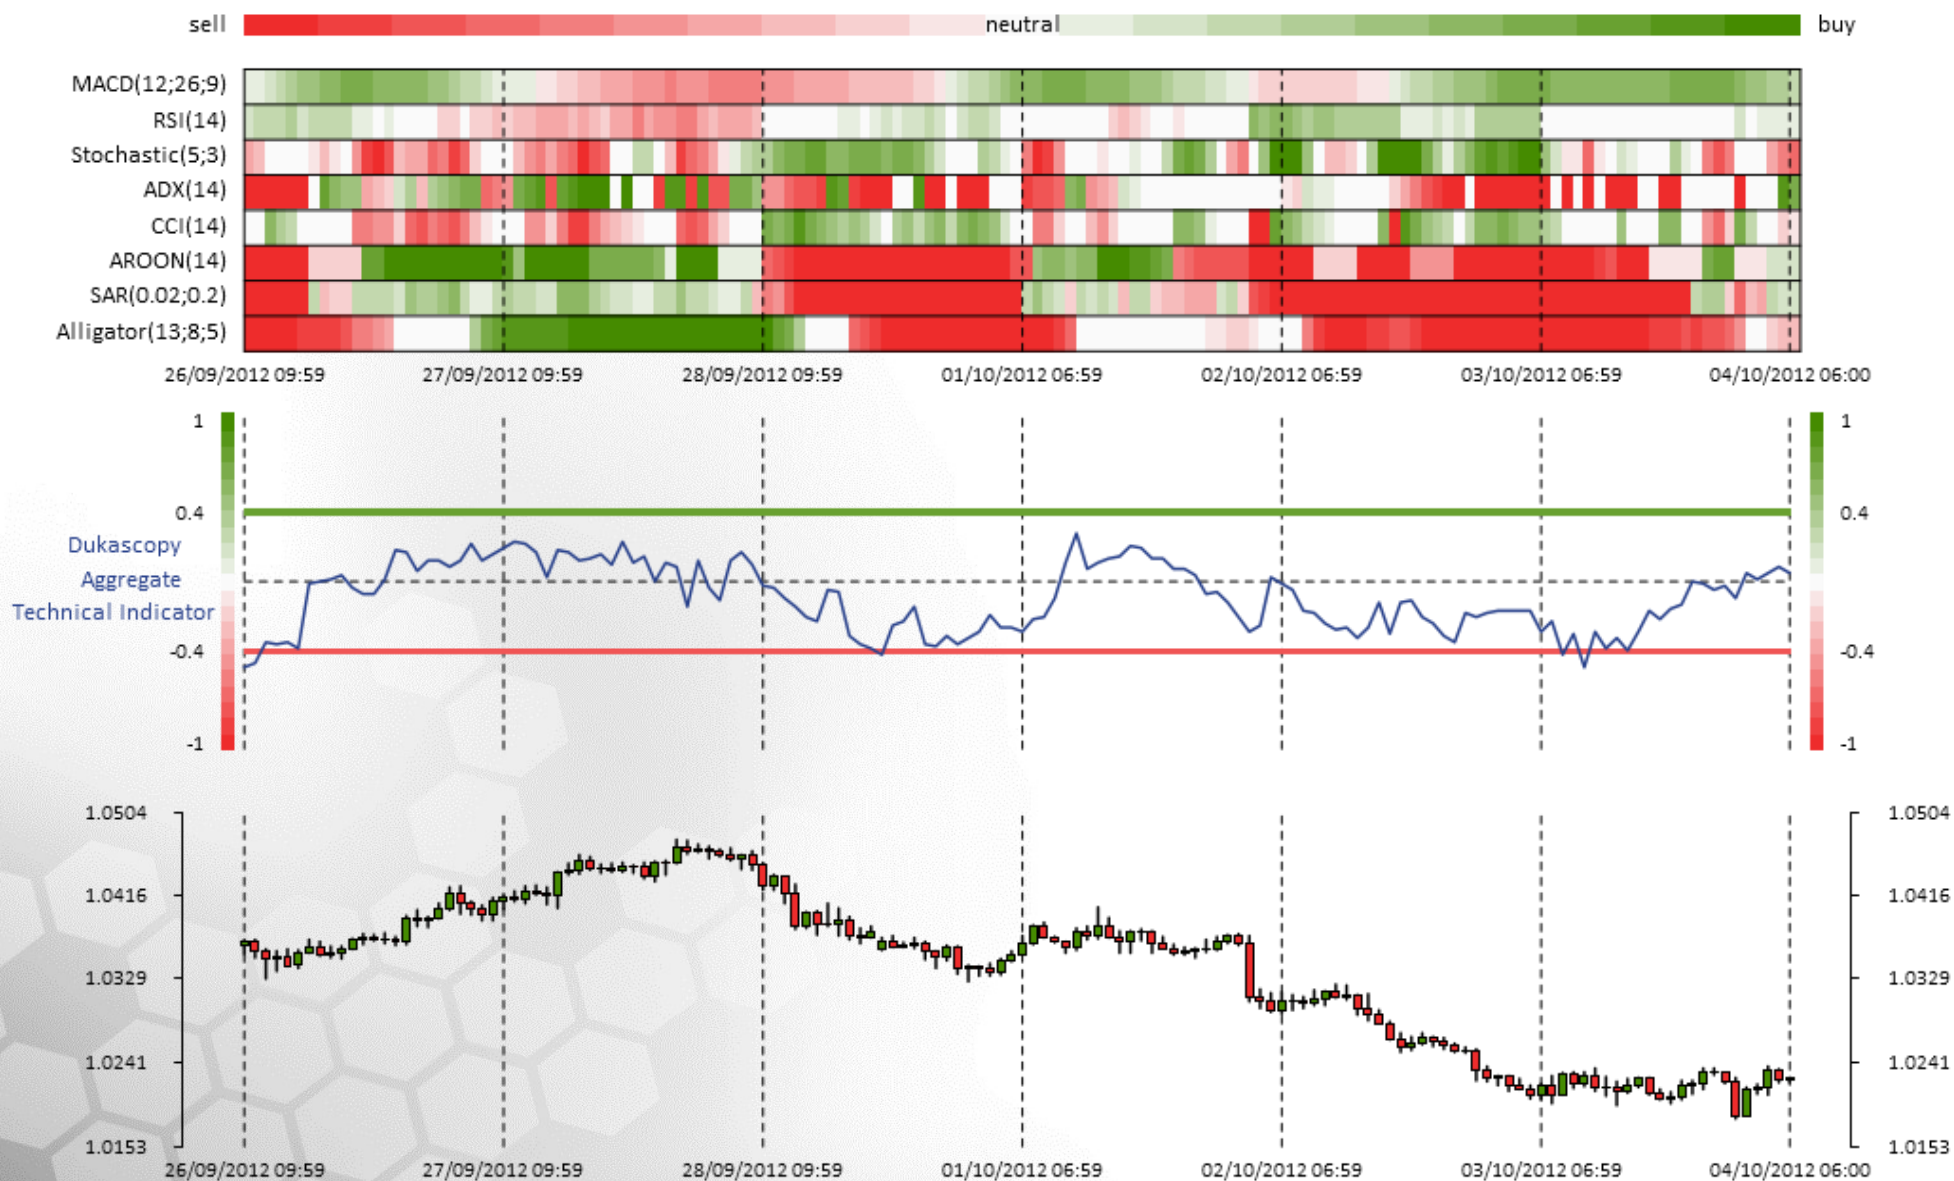 sell neutral buy
MACD(12;26;9)
RSI(14)
Stochastic(5;3)
ADX(14)
CCI(14)
AROON(14)
SAR(0.02;0.2)
Alligator(13;8;5)
26/09/2012 09:59 27/09/2012 09:59 28/09/2012 09:59 01/10/2012 06:59 02/10/2012 06:59 03/10/2012 06:59 04/10/2012 06:00
1 1
0.4 0.4
Dukascopy
Aggregate
Technical Indicator
-0.4 -0.4
-1 -1
1.0504 1.0504
1.0416 1.0416
1.0329 1.0329
1.0241 1.0241
1.0153 1.0153
26/09/2012 09:59 27/09/2012 09:59 28/09/2012 09:59 01/10/2012 06:59 02/10/2012 06:59 03/10/2012 06:59 04/10/2012 06:00